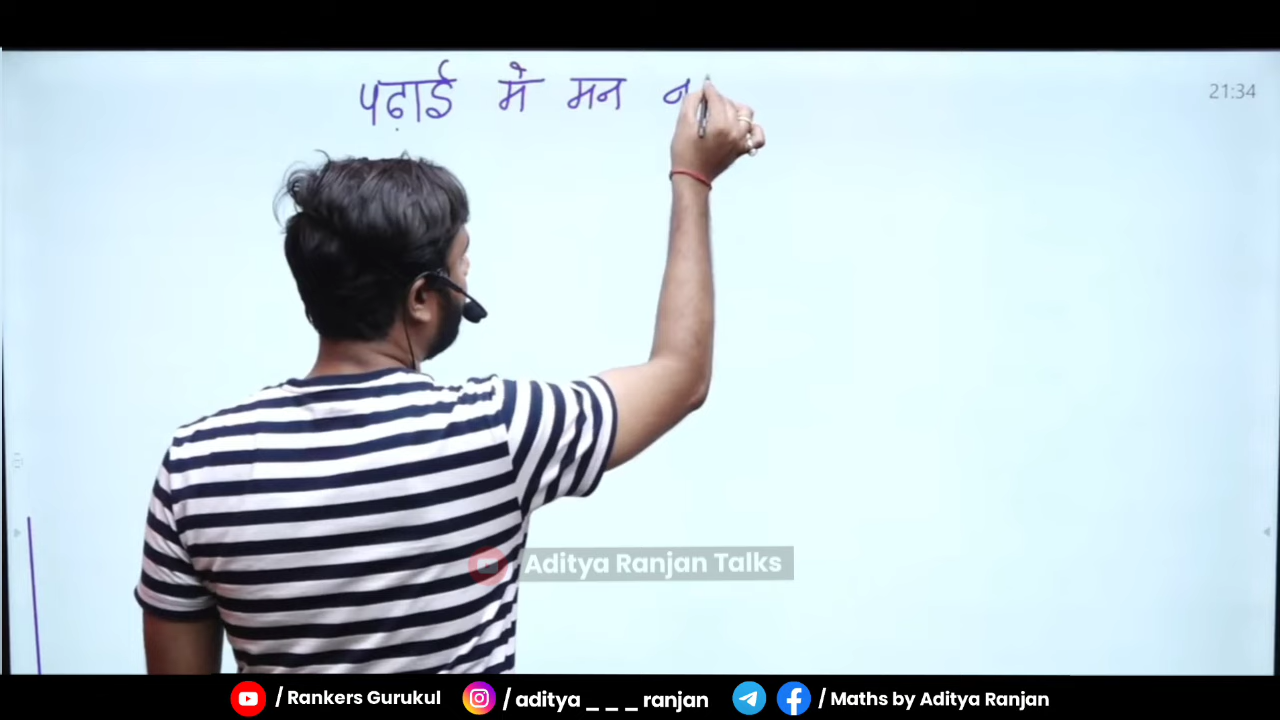 पढ़ाई में मन न
21:34
Aditya Ranjan Talks
/ Rankers Gurukul
/ aditya _ _ _ ranjan
/ Maths by Aditya Ranjan